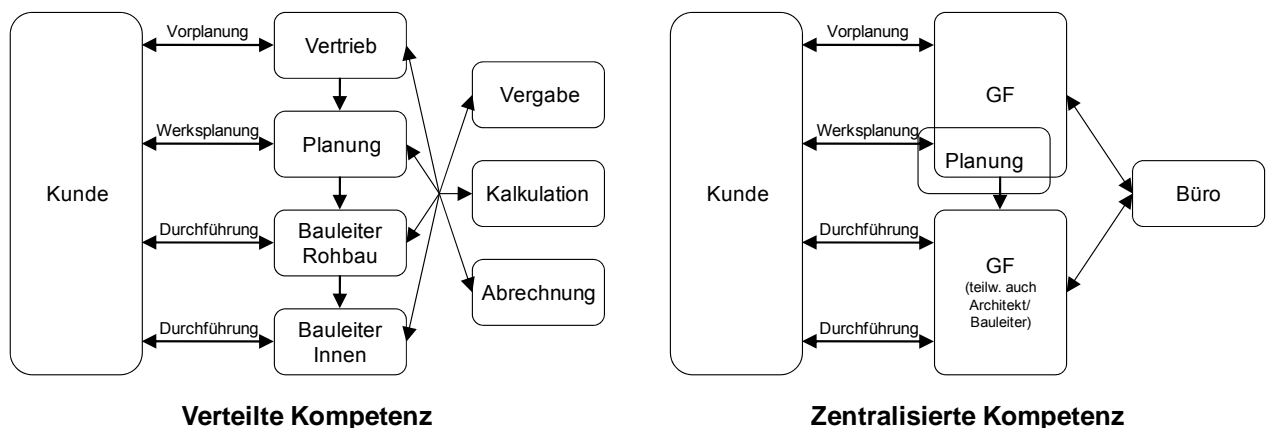 Kunde
Vorplanung
Werksplanung
Durchführung
Durchführung
Vertrieb
Planung
Bauleiter
Rohbau
Bauleiter
Innen
Vergabe
Kalkulation
Abrechnung
Verteilte Kompetenz
Kunde
Vorplanung
Werksplanung
Durchführung
Durchführung
GF
Planung
GF
(teilw. auch
Architekt/
Bauleiter)
Büro
Zentralisierte Kompetenz